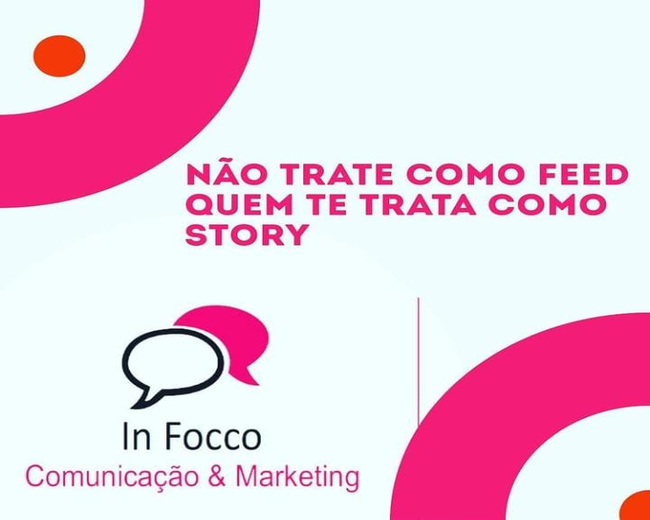 NÃO TRATE COMO FEED
QUEM TE TRATA COMO
STORY
In Focco
Comunicação & Marketing